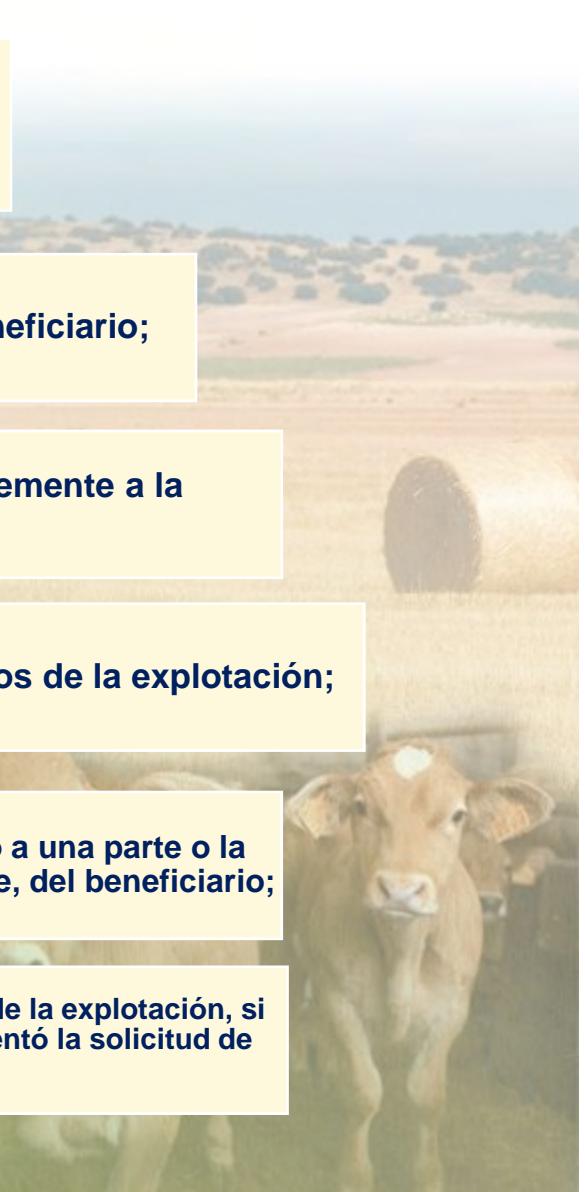 neficiario;
emente a la
os de la explotación;
a una parte o la
e, del beneficiario;
de la explotación, si
entó la solicitud de